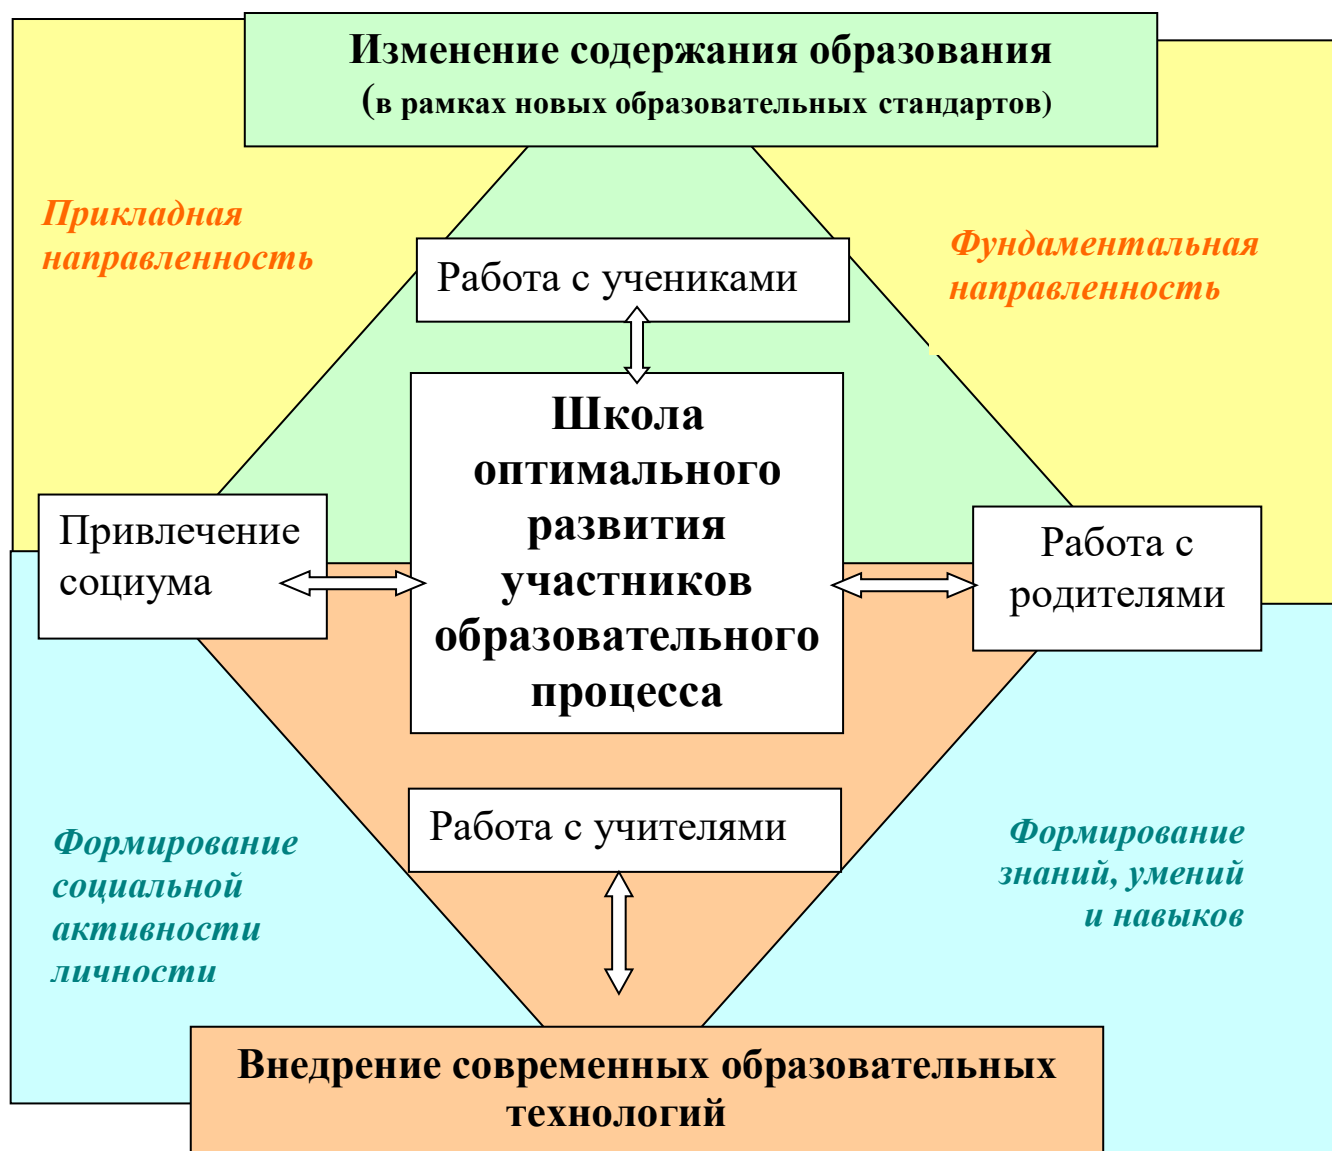 Изменение содержания образования
(в рамках новых образовательных стандартов)
Прикладная
направленность
Фундаментальная
направленность
Работа с учениками
Школа
оптимального
развития
участников
образовательного
процесса
Привлечение
социума
Работа с
родителями
Работа с учителями
Формирование
социальной
активности
личности
Формирование
знаний, умений
и навыков
Внедрение современных образовательных
технологий